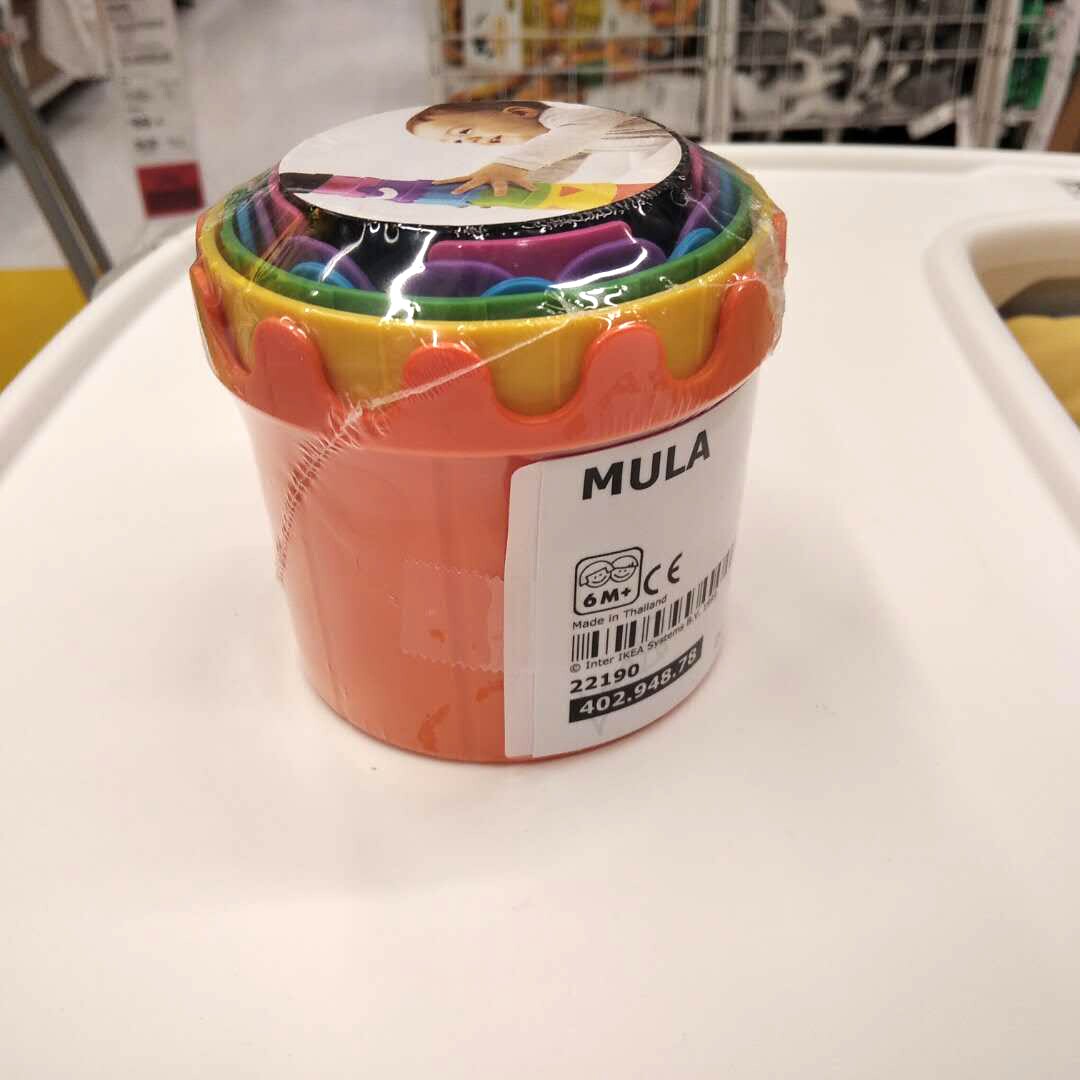 MULA
6M+
CE
Made in Thailand
© Inter IKEA Systems B.V.
22190
402.948.78